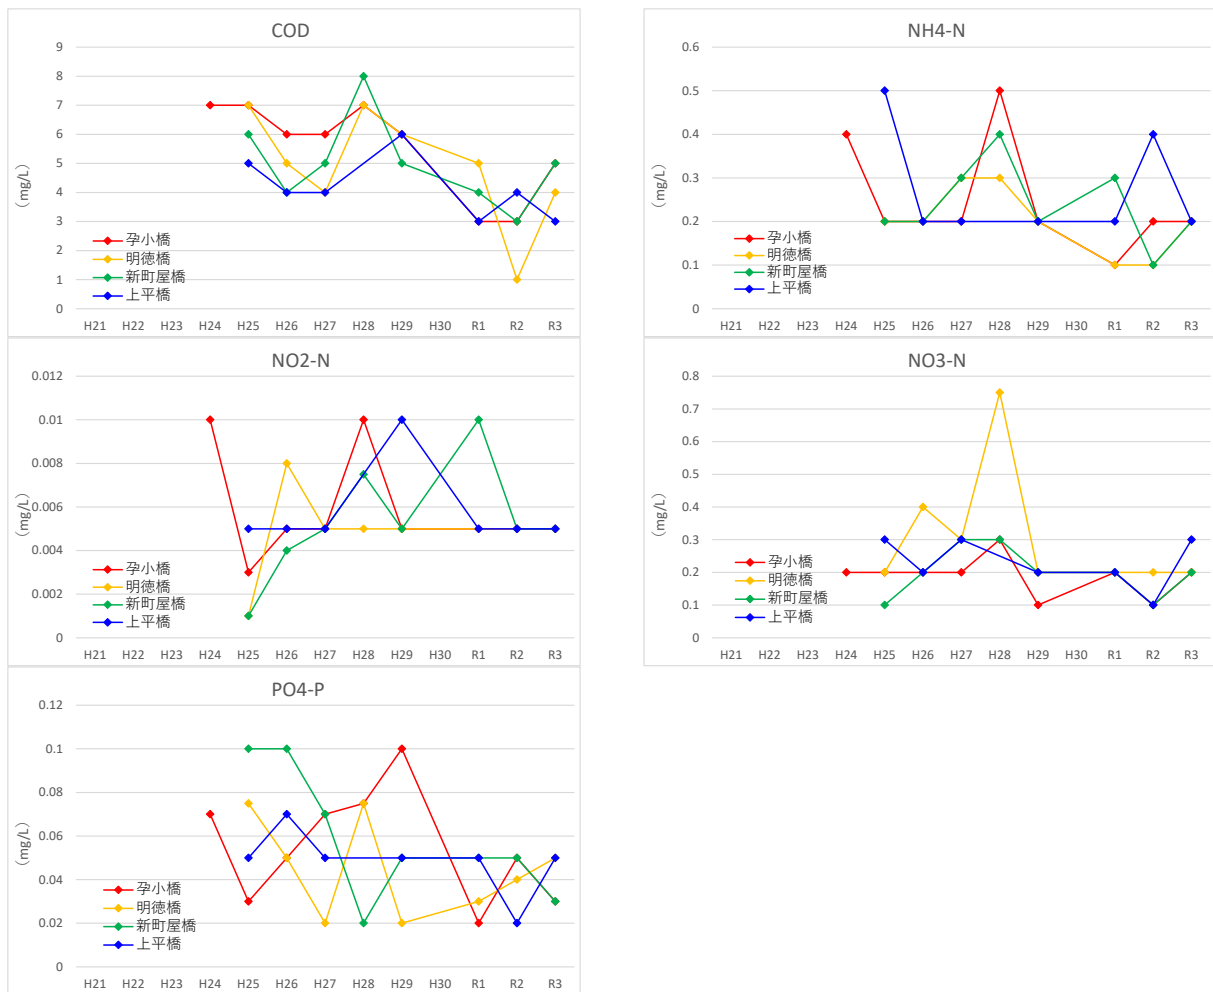 COD
9
8
7
6
5
4
3
2
1
0
（mg/L）
孕小橋
明徳橋
新町屋橋
上平橋
H21 H22 H23 H24 H25 H26 H27 H28 H29 H30 R1 R2 R3
NH4-N
0.6
0.5
0.4
0.3
0.2
0.1
0
（mg/L）
孕小橋
明徳橋
新町屋橋
上平橋
H21 H22 H23 H24 H25 H26 H27 H28 H29 H30 R1 R2 R3
NO2-N
0.012
0.01
0.008
0.006
0.004
0.002
0
（mg/L）
孕小橋
明徳橋
新町屋橋
上平橋
H21 H22 H23 H24 H25 H26 H27 H28 H29 H30 R1 R2 R3
NO3-N
0.8
0.7
0.6
0.5
0.4
0.3
0.2
0.1
0
（mg/L）
孕小橋
明徳橋
新町屋橋
上平橋
H21 H22 H23 H24 H25 H26 H27 H28 H29 H30 R1 R2 R3
PO4-P
0.12
0.1
0.08
0.06
0.04
0.02
0
（mg/L）
孕小橋
明徳橋
新町屋橋
上平橋
H21 H22 H23 H24 H25 H26 H27 H28 H29 H30 R1 R2 R3